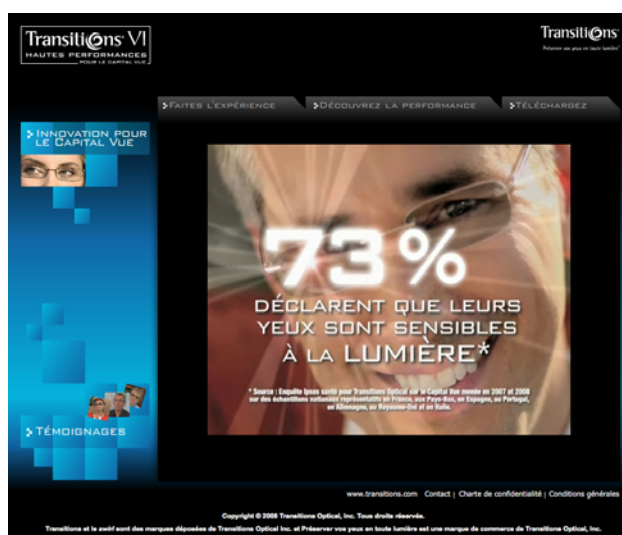 Transitions VI
HAUTES PERFORMANCES
POUR LE CAPITAL VUE
Transitions
Préserver vos yeux en toute lumière
FAITES L'EXPÉRIENCE
DÉCOUVREZ LA PERFORMANCE
TÉLÉCHARGEZ
INNOVATION POUR
LE CAPITAL VUE
73%
DÉCLARENT QUE LEURS
YEUX SONT SENSIBLES
À LA LUMIÈRE*
* Source : Enquête Ipsos santé pour Transitions Optical sur le Capital Vue menée en 2007 et 2008
sur des échantillons nationaux représentatifs en France, aux Pays-Bas, en Espagne, au Portugal,
en Allemagne, au Royaume-Uni et en Italie.
TÉMOIGNAGES
www.transitions.com Contact | Charte de confidentialité | Conditions générales
Copyright © 2008 Transitions Optical, Inc. Tous droits réservés.
Transitions et le swirl sont des marques déposées de Transitions Optical Inc. et Préserver vos yeux en toute lumière est une marque de commerce de Transitions Optical, Inc.